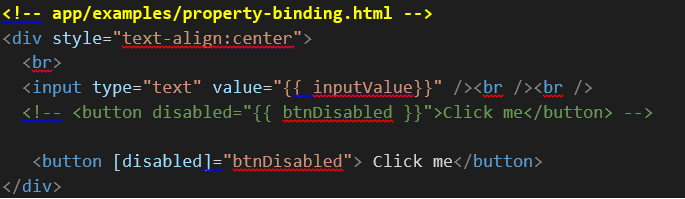 <!-- app/examples/property-binding.html -->
<div style="text-align:center">
<br>
<input type="text" value="{{ inputValue}}" /><br /><br />
<!-- <button disabled="{{ btnDisabled }}">Click me</button> -->
<button [disabled]="btnDisabled"> Click me</button>
</div>